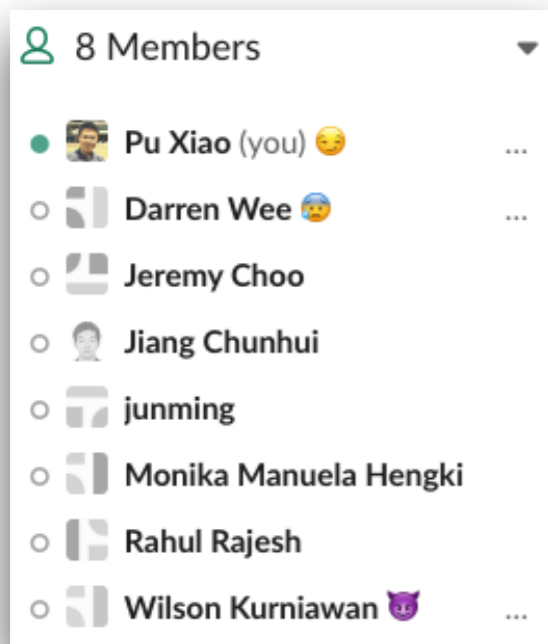 8 Members
Pu Xiao (you) 😏 ...
Darren Wee 😰 ...
Jeremy Choo
Jiang Chunhui
junming
Monika Manuela Hengki
Rahul Rajesh
Wilson Kurniawan 😈 ...